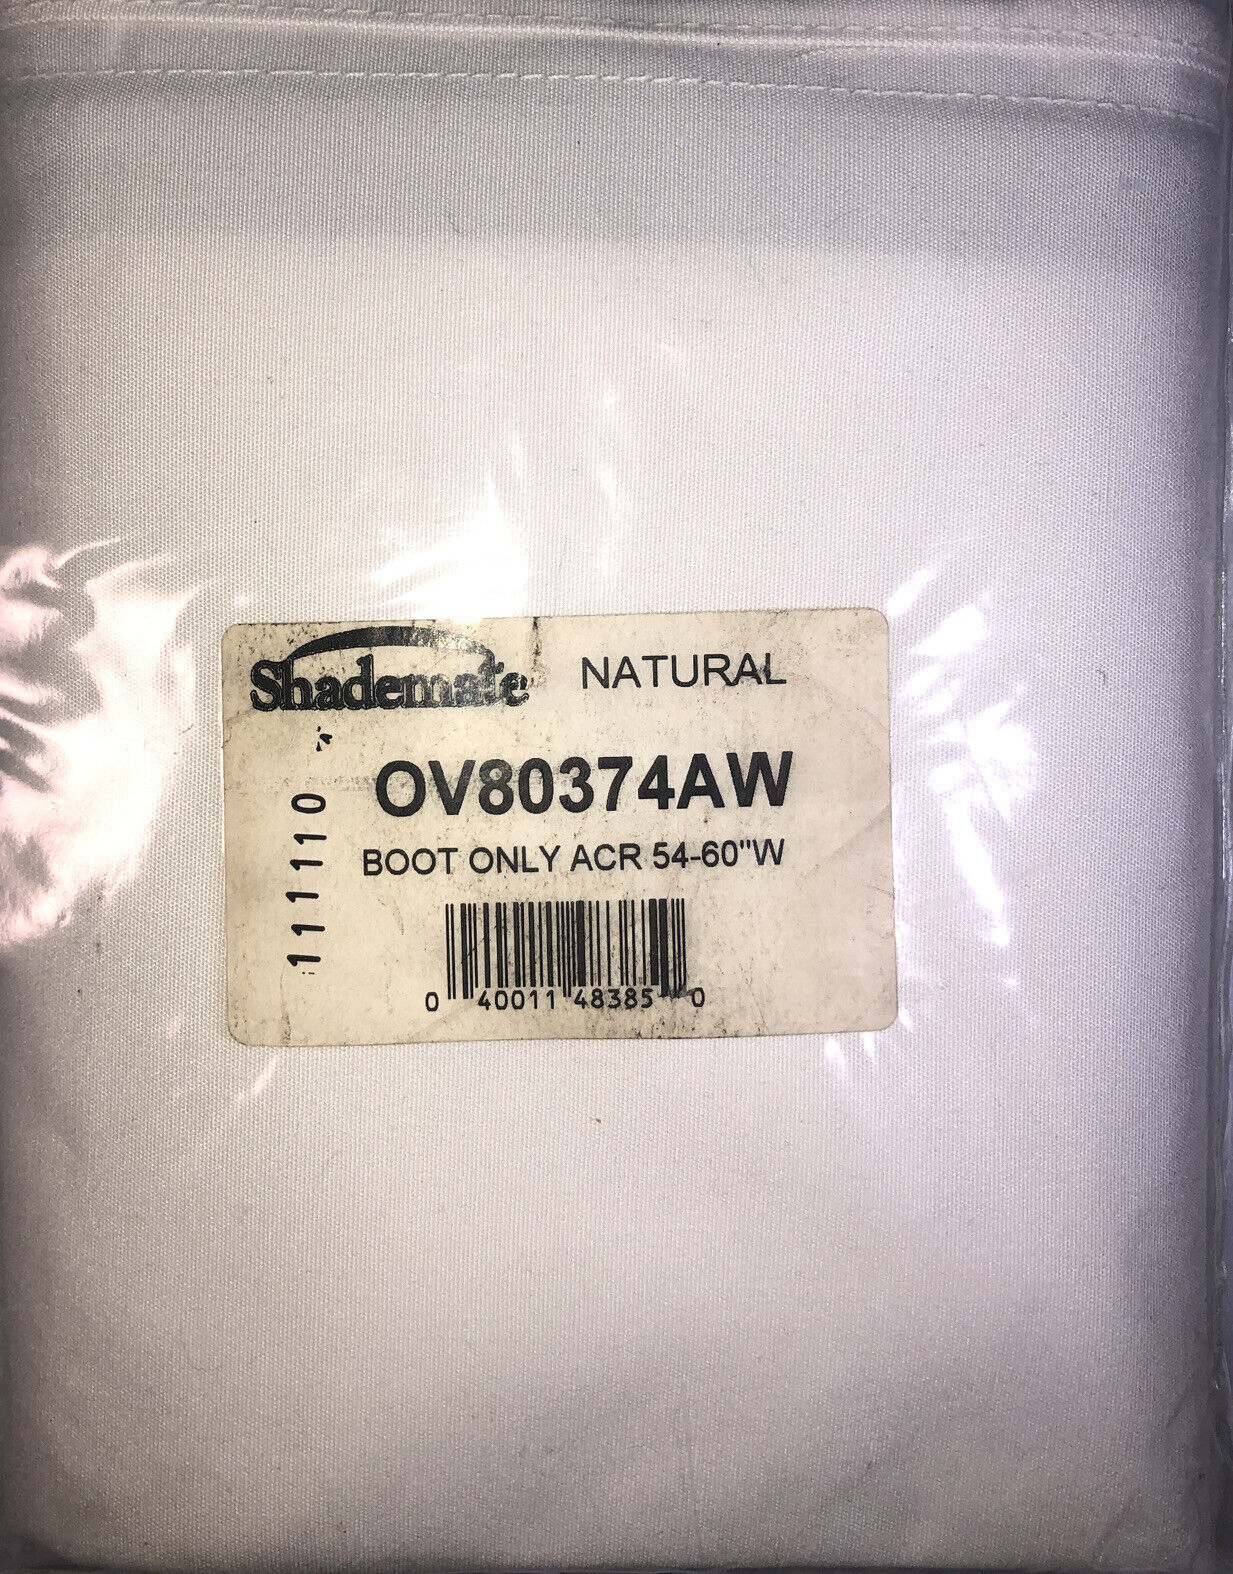 Shademate NATURAL
OV80374AW
BOOT ONLY ACR 54-60"W
0 40011 48385 0
111110